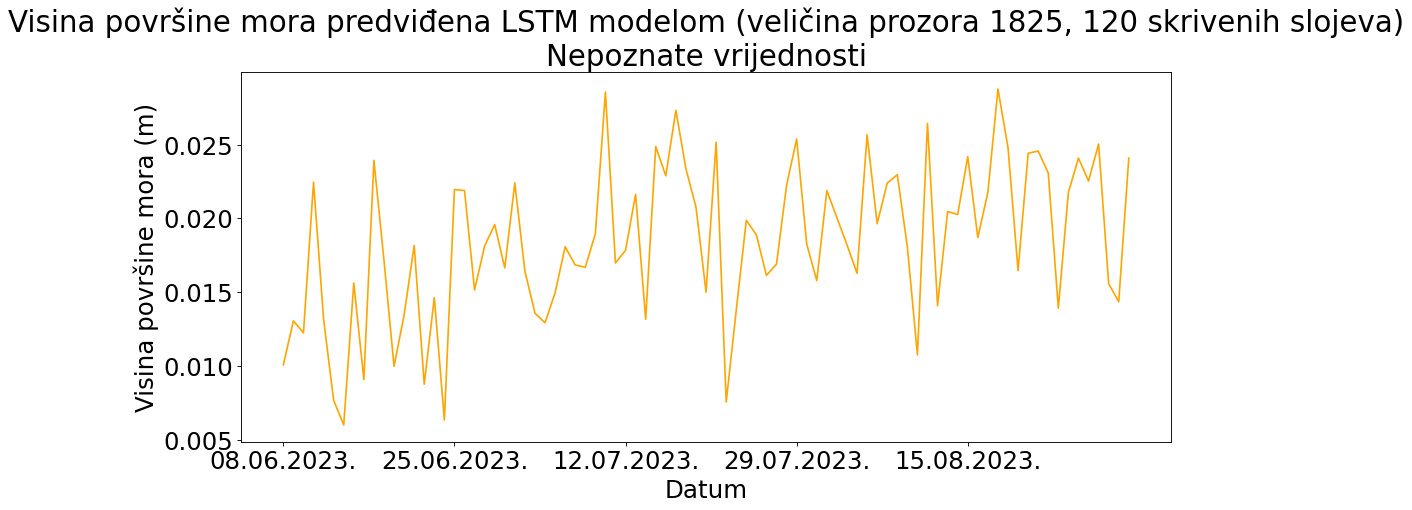 Visina površine mora predviđena LSTM modelom (veličina prozora 1825, 120 skrivenih slojeva)
Nepoznate vrijednosti
Visina površine mora (m)
0.025
0.020
0.015
0.010
0.005
08.06.2023. 25.06.2023. 12.07.2023. 29.07.2023. 15.08.2023.
Datum